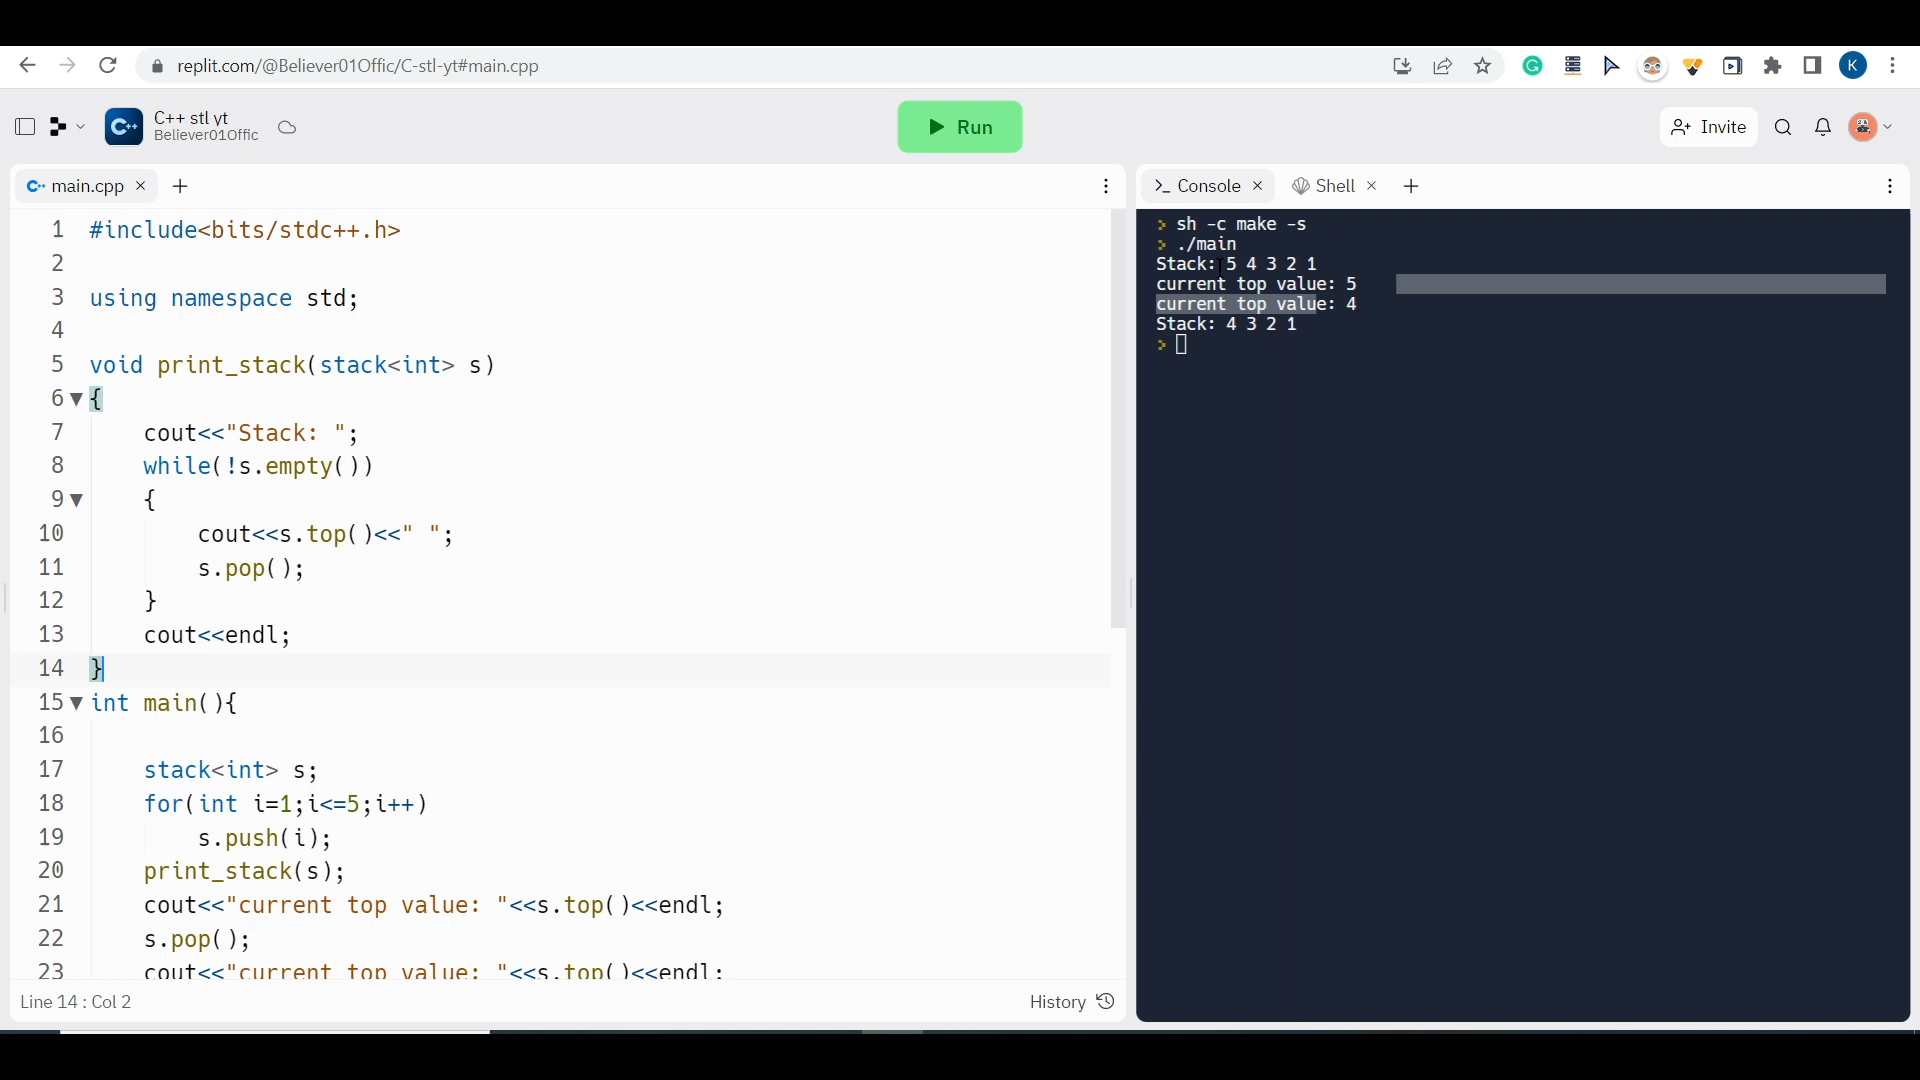 replit.com/@Believer01Offic/C-stl-yt#main.cpp
K
C++
C++ stl yt
Believer01Offic
Run
Invite
C++ main.cpp
Console
Shell
1 #include<bits/stdc++.h>
2
3 using namespace std;
4
5 void print_stack(stack<int> s)
6 {
7 cout<<"Stack: ";
8 while(!s.empty())
9 {
10 cout<<s.top()<<" ";
11 s.pop();
12 }
13 cout<<endl;
14 }
15 int main(){
16
17 stack<int> s;
18 for(int i=1;i<=5;i++)
19 s.push(i);
20 print_stack(s);
21 cout<<"current top value: "<<s.top()<<endl;
22 s.pop();
23 cout<<"current top value: "<<s.top()<<endl;
Line 14 : Col 2
History
sh -c make -s
./main
Stack: 5 4 3 2 1
current top value: 5
current top value: 4
Stack: 4 3 2 1